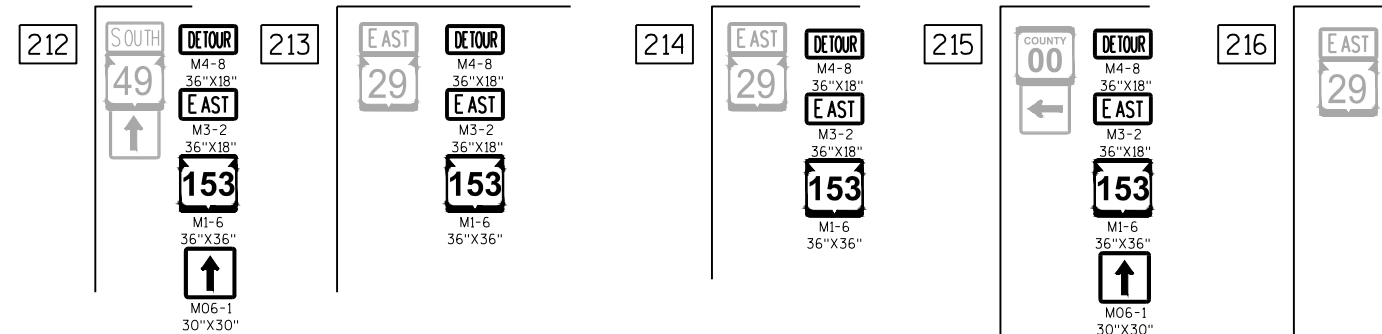 212
SOUTH
49
DETOUR
M4-8
36"X18"
EAST
M3-2
36"X18"
153
M1-6
36"X36"
M06-1
30"X30"
213
EAST
29
DETOUR
M4-8
36"X18"
EAST
M3-2
36"X18"
153
M1-6
36"X36"
214
EAST
29
DETOUR
M4-8
36"X18"
EAST
M3-2
36"X18"
153
M1-6
36"X36"
215
COUNTY
00
DETOUR
M4-8
36"X18"
EAST
M3-2
36"X18"
153
M1-6
36"X36"
M06-1
30"X30"
216
EAST
29